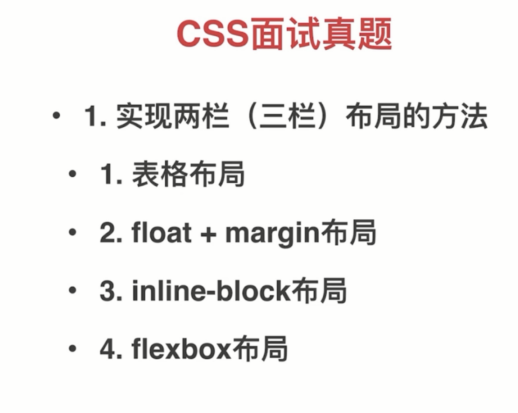 CSS面试真题
• 1. 实现两栏（三栏）布局的方法
• 1. 表格布局
• 2. float + margin布局
• 3. inline-block布局
• 4. flexbox布局